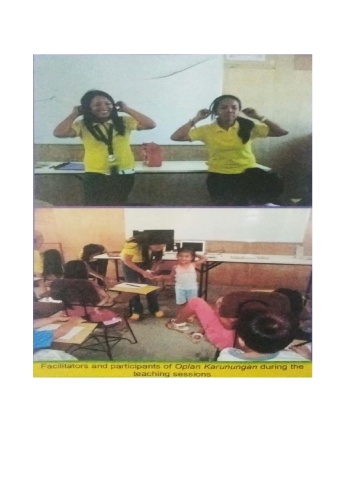 Facilitators and participants of Oplan Karunungan during the
teaching sessions